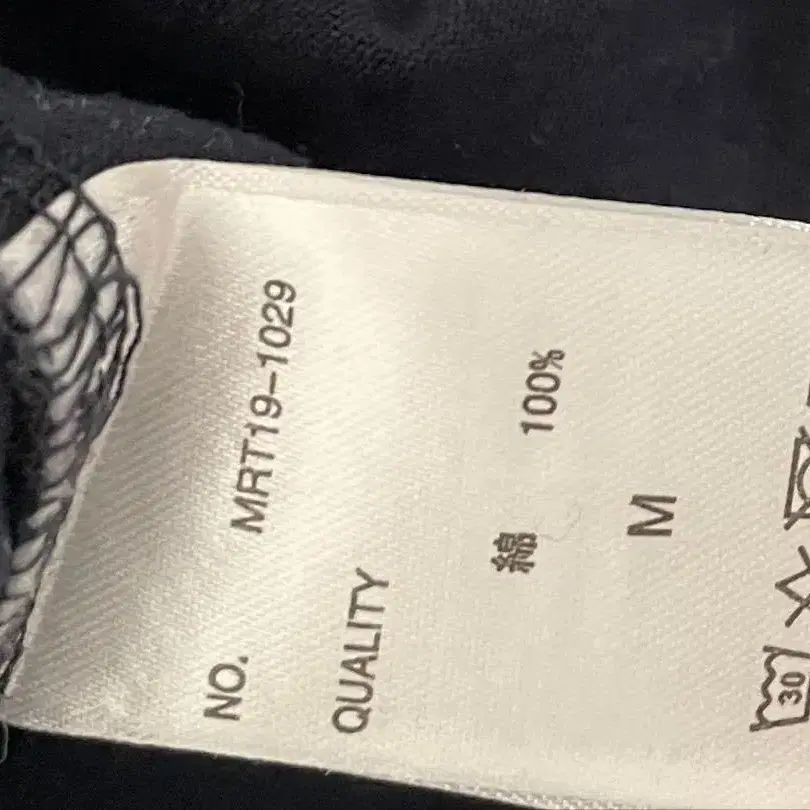 NO. MRT19-1029
QUALITY
綿 100%
M
30